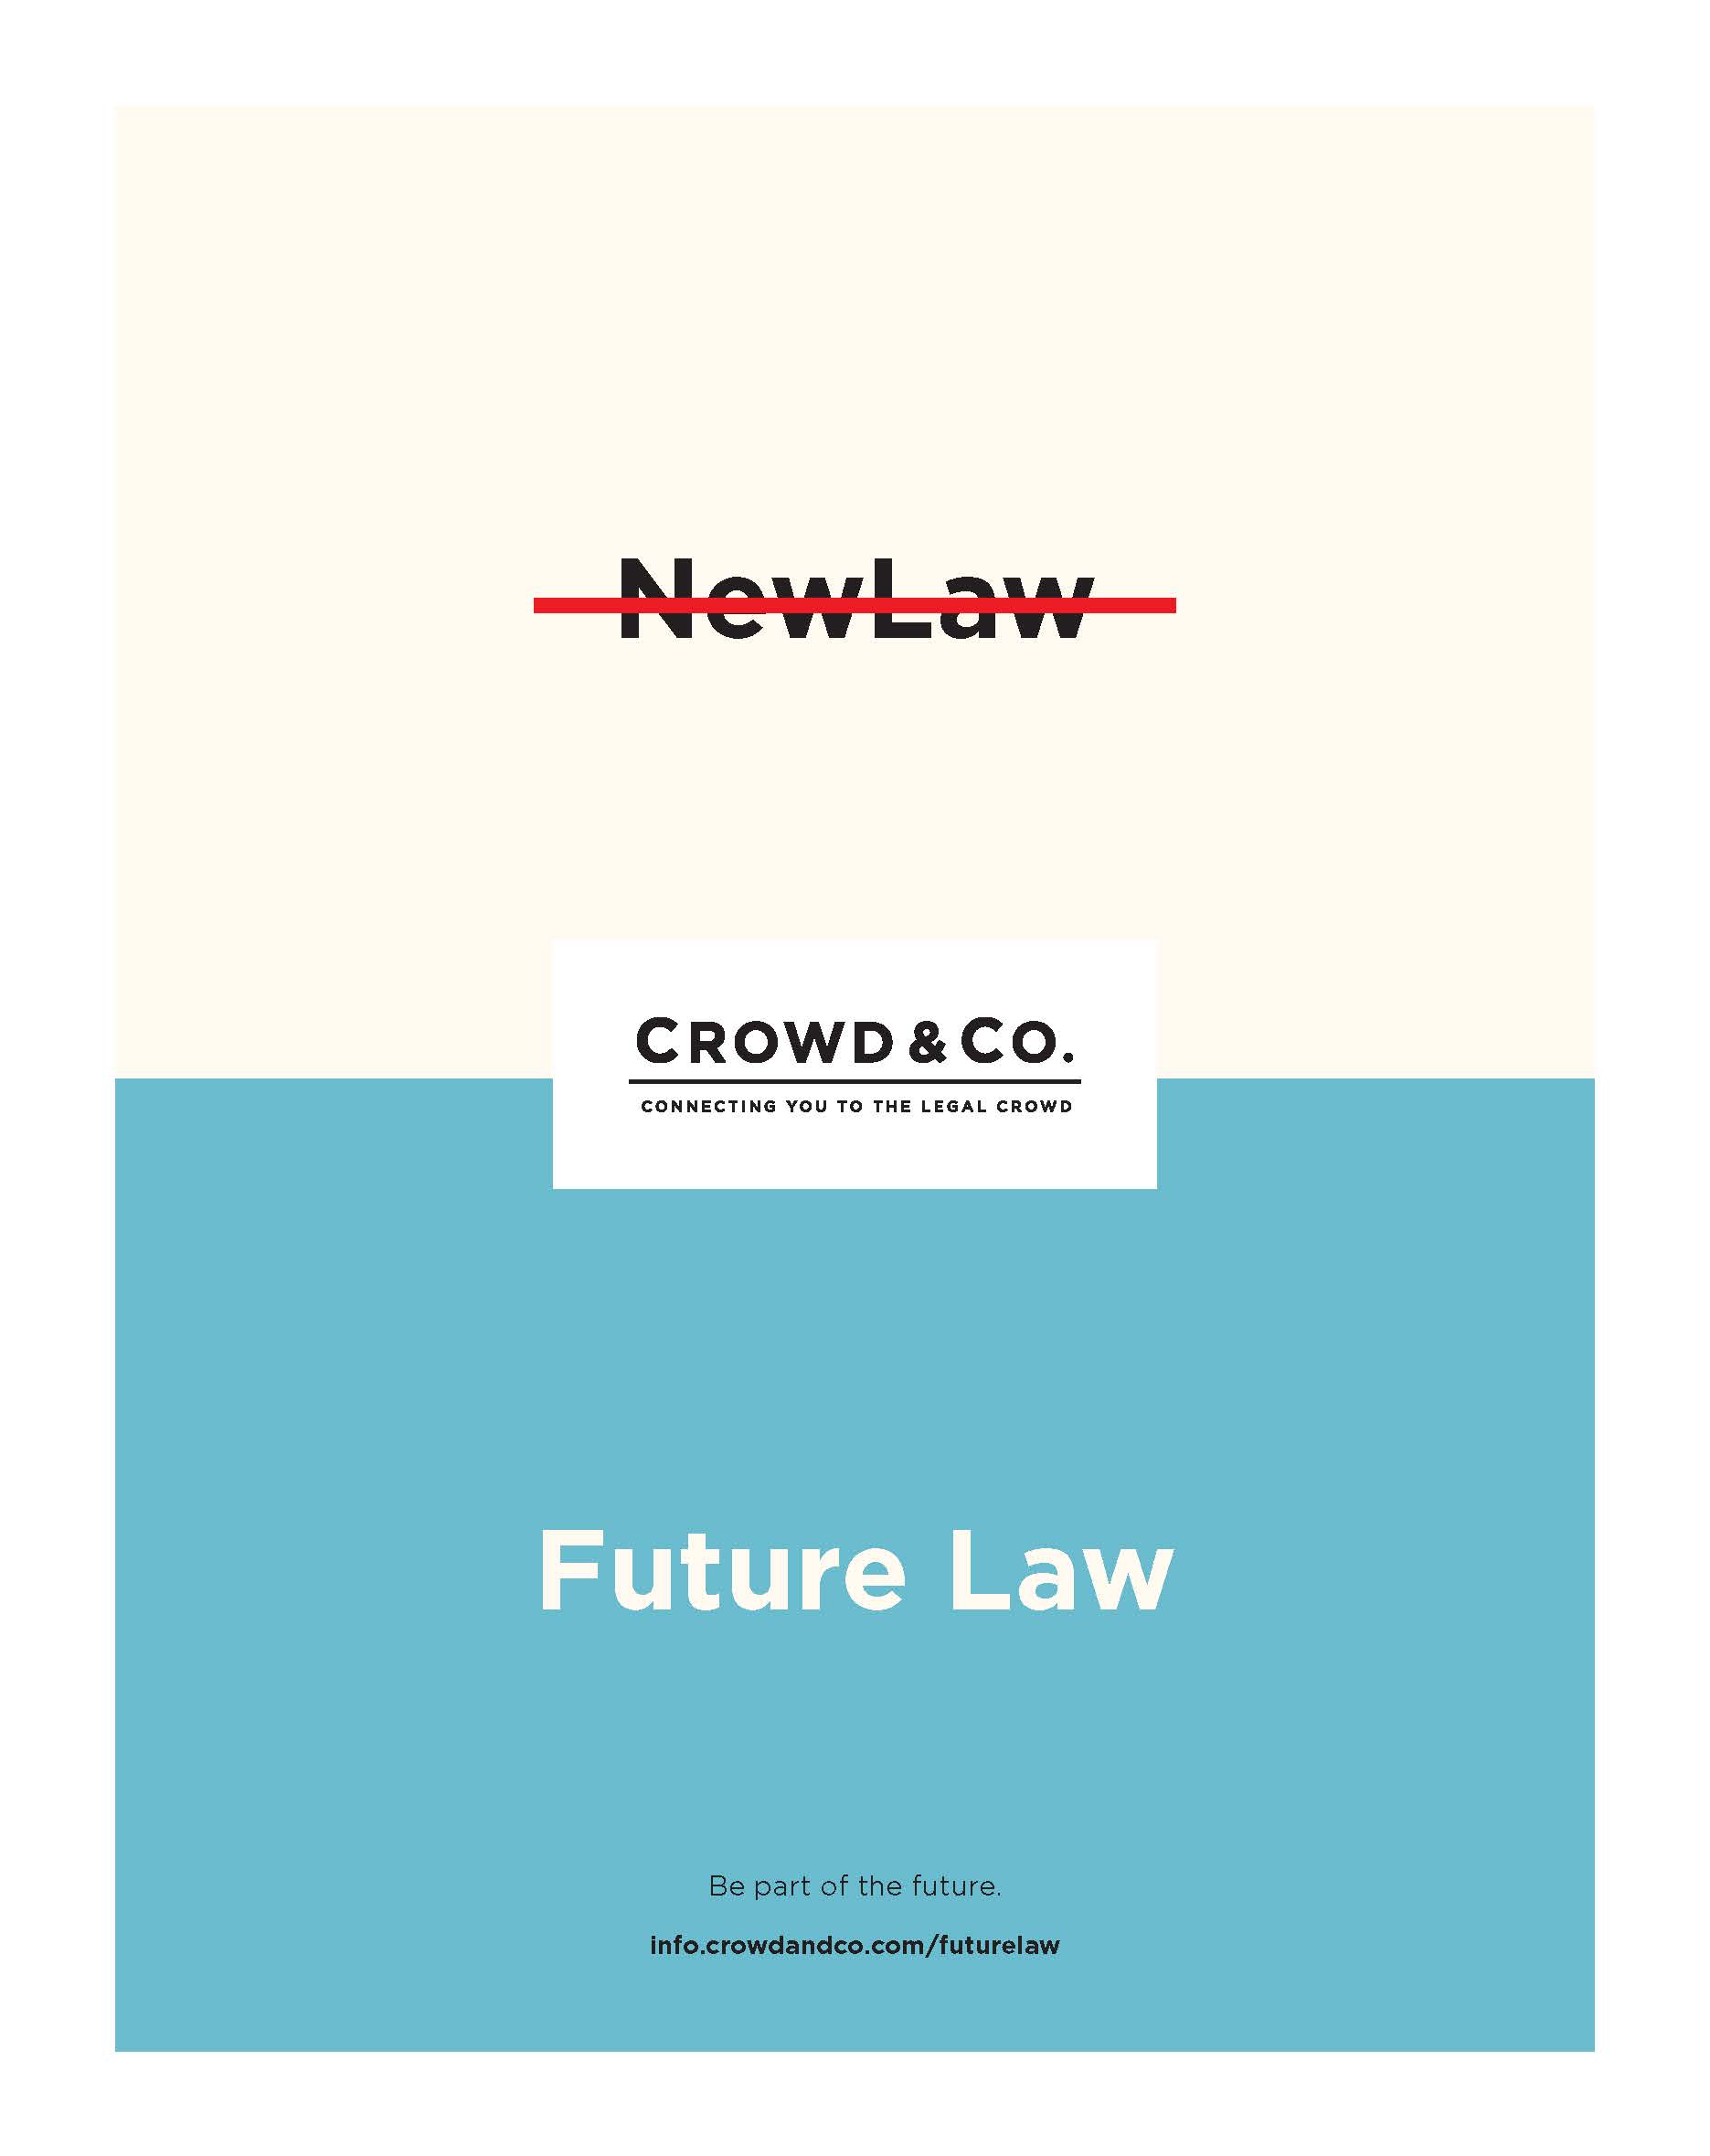 NewLaw
CROWD & CO.
CONNECTING YOU TO THE LEGAL CROWD
Future Law
Be part of the future.
info.crowdandco.com/futurelaw